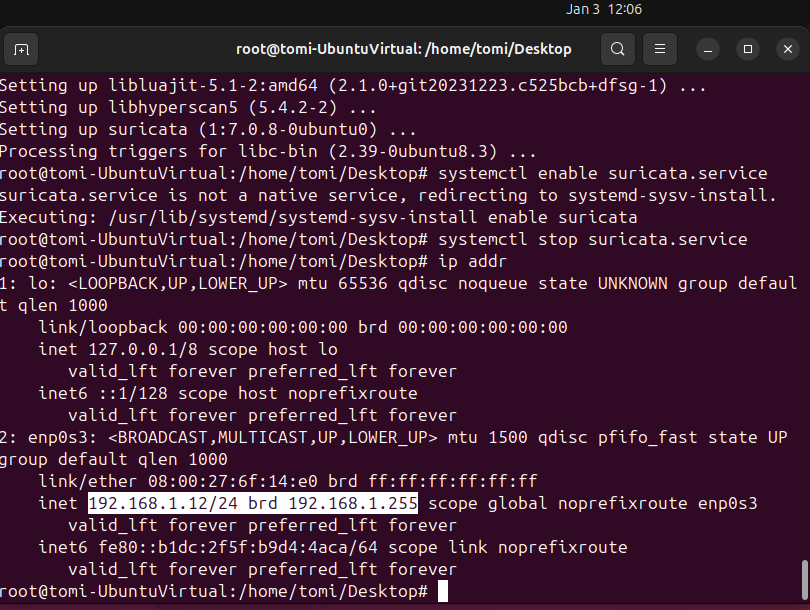 Jan 3 12:06
root@tomi-UbuntuVirtual: /home/tomi/Desktop
Setting up libluajit-5.1-2:amd64 (2.1.0+git20231223.c525bcb+dfsg-1) ...
Setting up libhyperscan5 (5.4.2-2) ...
Setting up suricata (1:7.0.8-0ubuntu0) ...
Processing triggers for libc-bin (2.39-0ubuntu8.3) ...
root@tomi-UbuntuVirtual:/home/tomi/Desktop# systemctl enable suricata.service
suricata.service is not a native service, redirecting to systemd-sysv-install.
Executing: /usr/lib/systemd/systemd-sysv-install enable suricata
root@tomi-UbuntuVirtual:/home/tomi/Desktop# systemctl stop suricata.service
root@tomi-UbuntuVirtual:/home/tomi/Desktop# ip addr
1: lo: <LOOPBACK,UP,LOWER_UP> mtu 65536 qdisc noqueue state UNKNOWN group defaul
t qlen 1000
    link/loopback 00:00:00:00:00:00 brd 00:00:00:00:00:00
    inet 127.0.0.1/8 scope host lo
       valid_lft forever preferred_lft forever
    inet6 ::1/128 scope host noprefixroute
       valid_lft forever preferred_lft forever
2: enp0s3: <BROADCAST,MULTICAST,UP,LOWER_UP> mtu 1500 qdisc pfifo_fast state UP
group default qlen 1000
    link/ether 08:00:27:6f:14:e0 brd ff:ff:ff:ff:ff:ff
    inet 192.168.1.12/24 brd 192.168.1.255 scope global noprefixroute enp0s3
       valid_lft forever preferred_lft forever
    inet6 fe80::b1dc:2f5f:b9d4:4aca/64 scope link noprefixroute
       valid_lft forever preferred_lft forever
root@tomi-UbuntuVirtual:/home/tomi/Desktop#